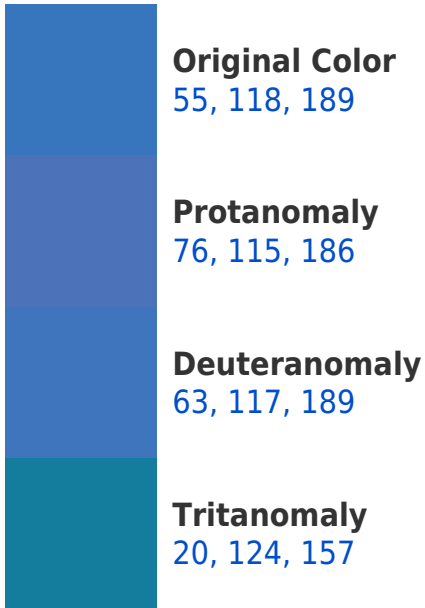 Original Color
55, 118, 189
Protanomaly
76, 115, 186
Deuteranomaly
63, 117, 189
Tritanomaly
20, 124, 157